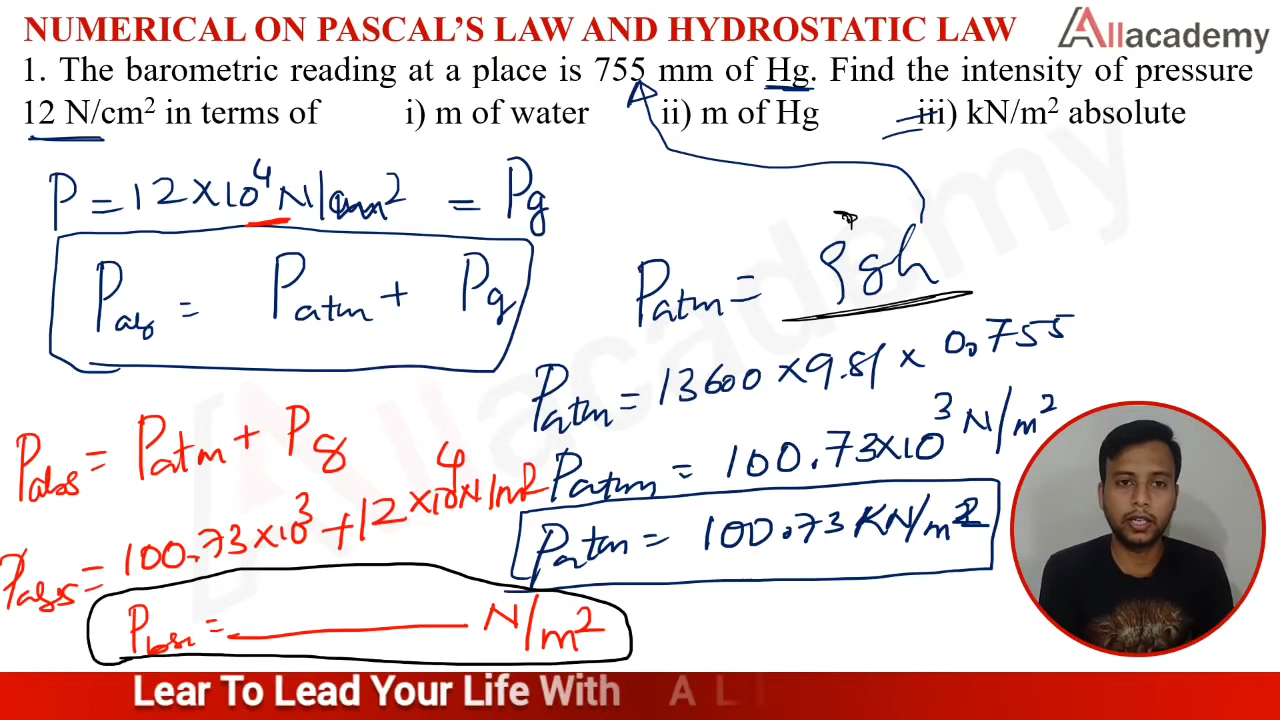 NUMERICAL ON PASCAL'S LAW AND HYDROSTATIC LAW
Allacademy
1. The barometric reading at a place is 755 mm of Hg. Find the intensity of pressure
12 N/cm² in terms of i) m of water ii) m of Hg iii) kN/m² absolute
P = 12 × 10⁴ N/m² = Pg
Pab = Patm + Pg
Patm = ρgh
Patm = 13600 × 9.81 × 0.755
Patm = 100.73 × 10³ N/m²
Patm = 100.73 KN/m²
Pabs = Patm + Pg
Pabs = 100.73 × 10³ + 12 × 10⁴ N/m²
= N/m²
Allacademy
Lear To Lead Your Life With A L